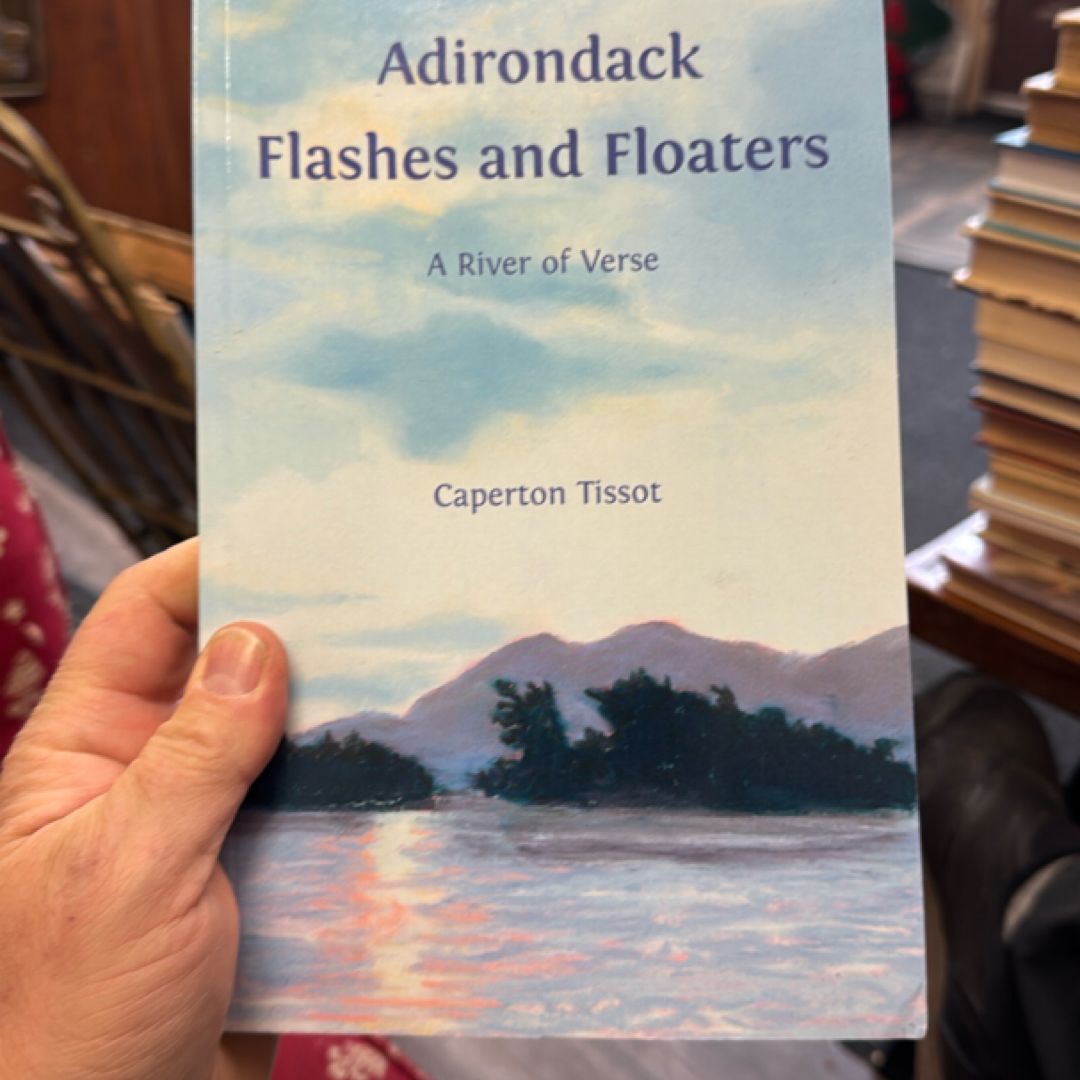 Adirondack
Flashes and Floaters
A River of Verse
Caperton Tissot